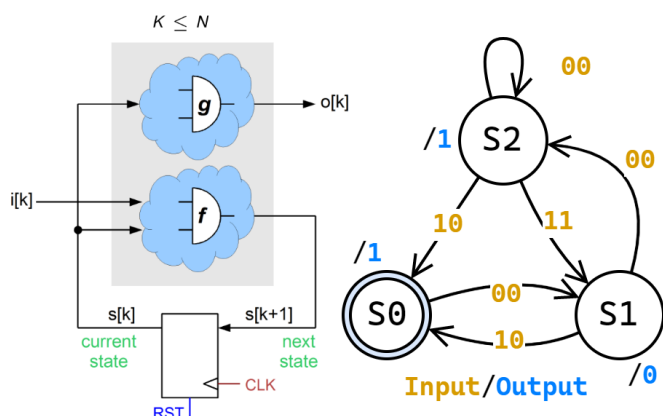 K ≤ N
g
o[k]
i[k]
f
s[k]
s[k+1]
current
state
next
state
CLK
RST
00
/1
S2
00
10
11
/1
S0
00
S1
10
/0
Input/Output